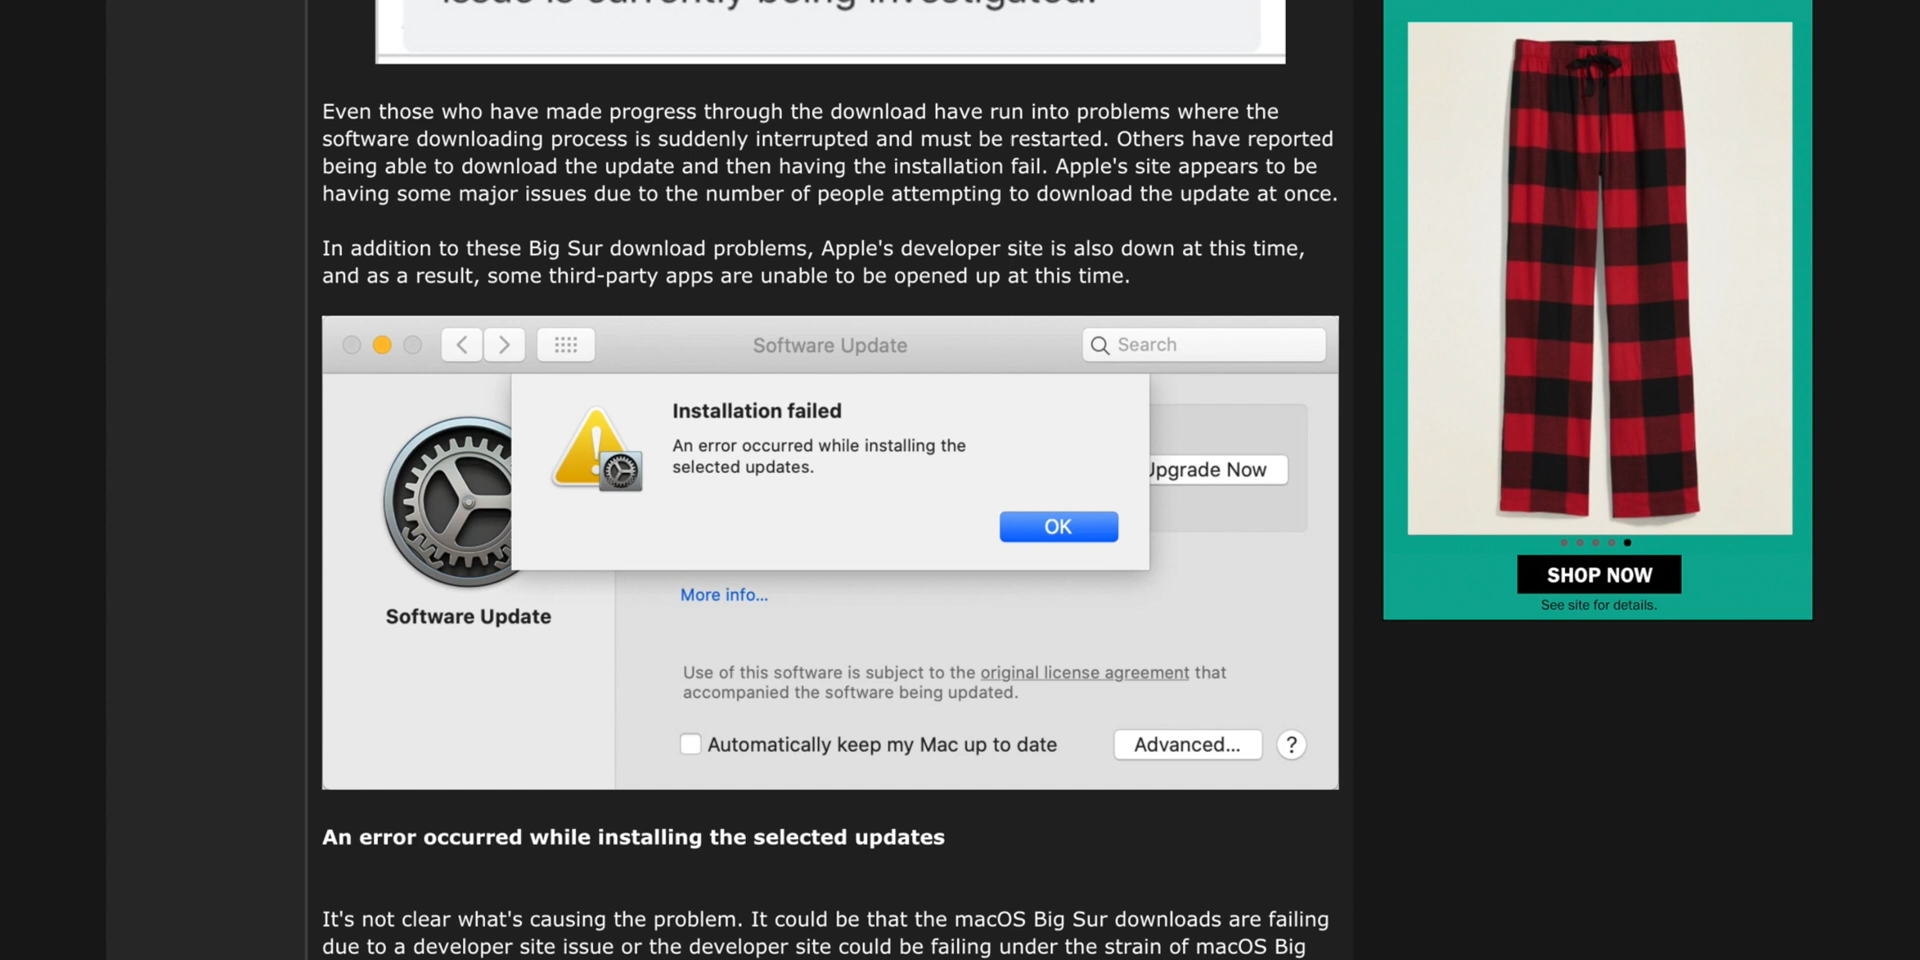 issue is currently being investigated.
Even those who have made progress through the download have run into problems where the
software downloading process is suddenly interrupted and must be restarted. Others have reported
being able to download the update and then having the installation fail. Apple's site appears to be
having some major issues due to the number of people attempting to download the update at once.
In addition to these Big Sur download problems, Apple's developer site is also down at this time,
and as a result, some third-party apps are unable to be opened up at this time.
Software Update
Search
Installation failed
An error occurred while installing the
selected updates.
Upgrade Now
OK
More info...
Software Update
Use of this software is subject to the original license agreement that
accompanied the software being updated.
Automatically keep my Mac up to date
Advanced...
?
An error occurred while installing the selected updates
It's not clear what's causing the problem. It could be that the macOS Big Sur downloads are failing
due to a developer site issue or the developer site could be failing under the strain of macOS Big
SHOP NOW
See site for details.